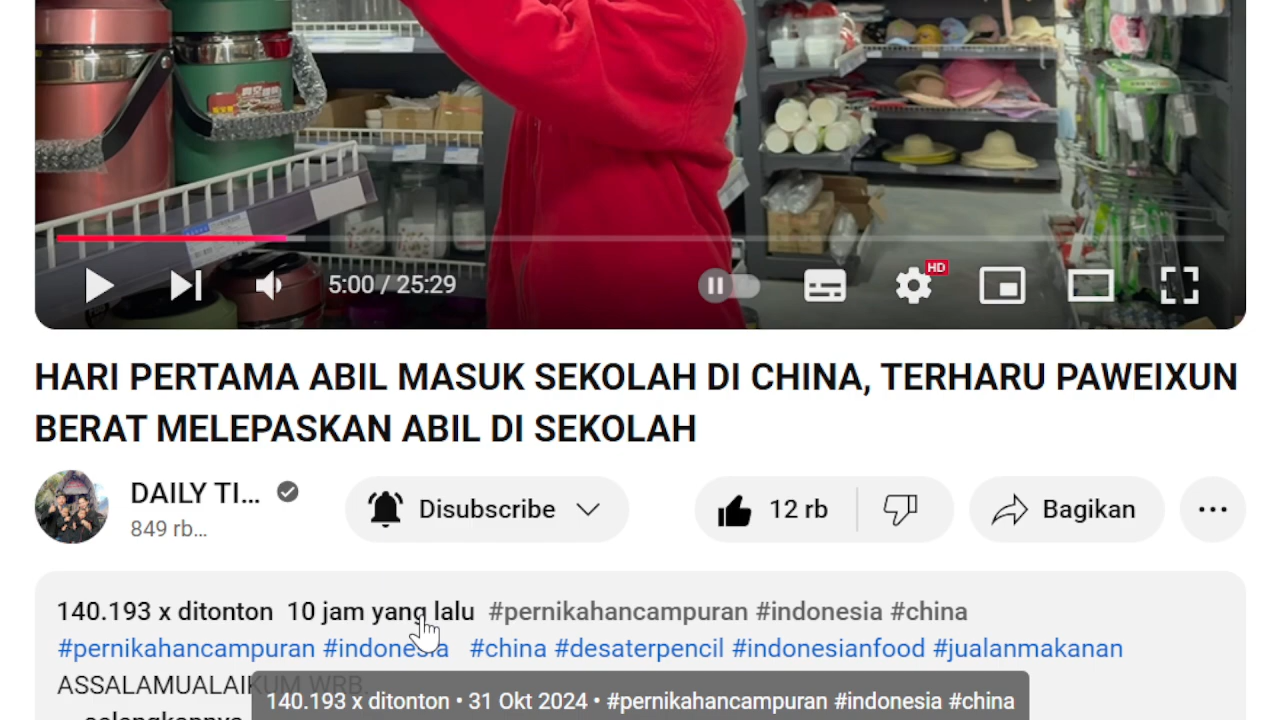 HD
5:00 / 25:29
HARI PERTAMA ABIL MASUK SEKOLAH DI CHINA, TERHARU PAWEIXUN
BERAT MELEPASKAN ABIL DI SEKOLAH
DAILY TI...
849 rb...
Disubscribe
12 rb
Bagikan
140.193 x ditonton 10 jam yang lalu #pernikahancampuran #indonesia #china
#pernikahancampuran #indonesia #china #desaterpencil #indonesianfood #jualanmakanan
ASSALAMUALAIKUM WRB.
140.193 x ditonton • 31 Okt 2024 • #pernikahancampuran #indonesia #china